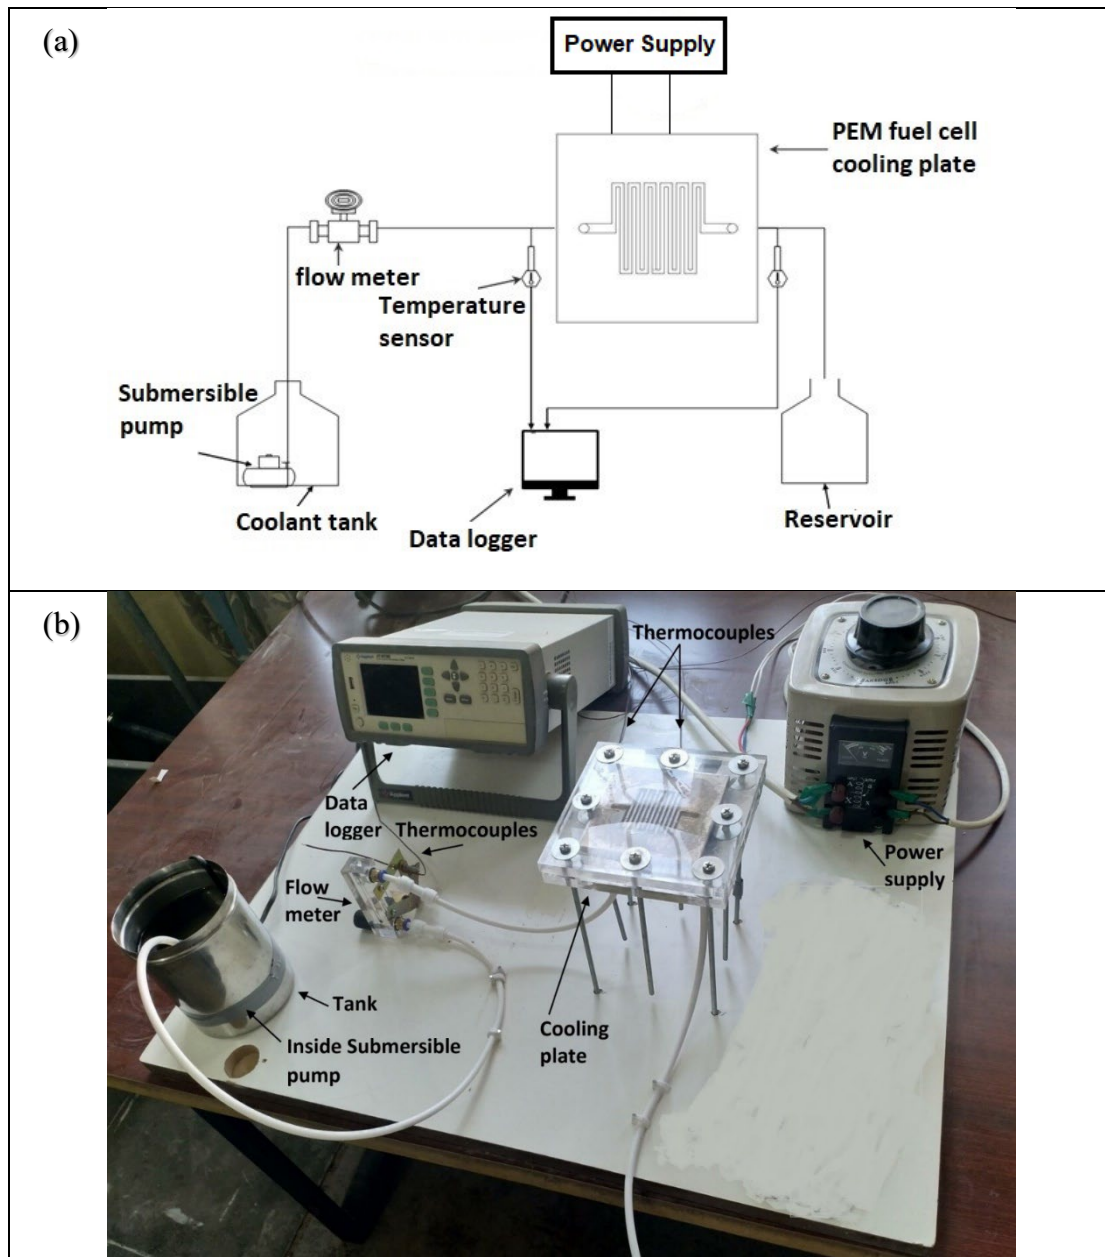 (a)
Power Supply
PEM fuel cell
cooling plate
flow meter
Temperature
sensor
Submersible
pump
Coolant tank
Data logger
Reservoir
(b)
Thermocouples
Data
logger
Thermocouples
Flow
meter
Power
supply
Tank
Inside Submersible
pump
Cooling
plate